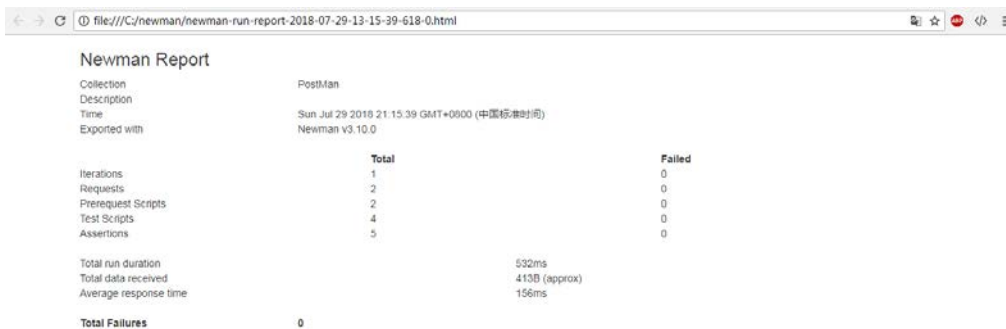 file:///C:/newman/newman-run-report-2018-07-29-13-15-39-618-0.html
Newman Report
Collection PostMan
Description
Time Sun Jul 29 2018 21:15:39 GMT+0800 (中国标准时间)
Exported with Newman v3.10.0
Total Failed
Iterations 1 0
Requests 2 0
Prerequest Scripts 2 0
Test Scripts 4 0
Assertions 5 0
Total run duration 532ms
Total data received 413B (approx)
Average response time 156ms
Total Failures 0